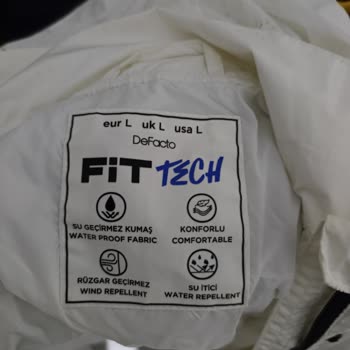 eur L uk L usa L
DeFacto
FiT TECH
SU GEÇİRMEZ KUMAŞ
WATER PROOF FABRIC
KONFORLU
COMFORTABLE
RÜZGAR GEÇİRMEZ
WIND REPELLENT
SU İTİCİ
WATER REPELLENT